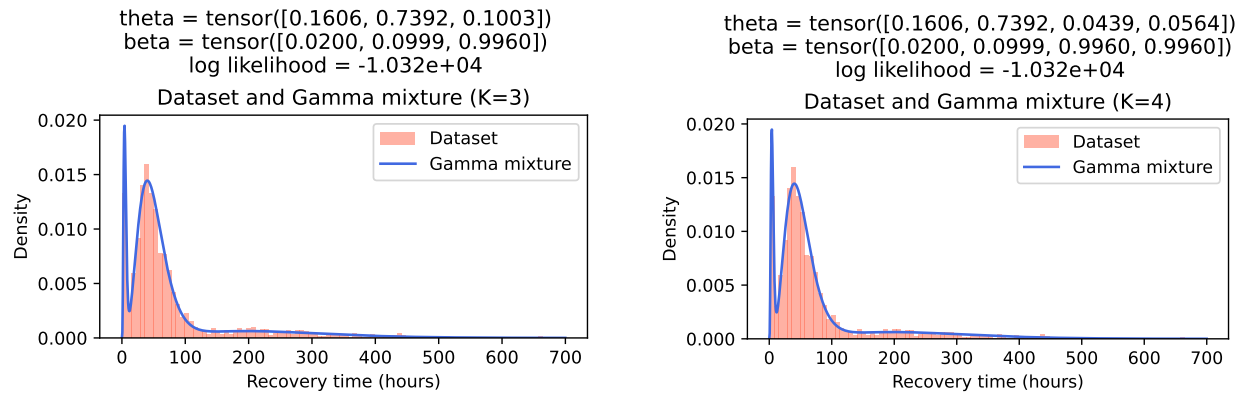 theta = tensor([0.1606, 0.7392, 0.1003])
beta = tensor([0.0200, 0.0999, 0.9960])
log likelihood = -1.032e+04
Dataset and Gamma mixture (K=3)
0.020
0.015
0.010
0.005
0.000
Density
Dataset
Gamma mixture
0 100 200 300 400 500 600 700
Recovery time (hours)
theta = tensor([0.1606, 0.7392, 0.0439, 0.0564])
beta = tensor([0.0200, 0.0999, 0.9960, 0.9960])
log likelihood = -1.032e+04
Dataset and Gamma mixture (K=4)
0.020
0.015
0.010
0.005
0.000
Density
Dataset
Gamma mixture
0 100 200 300 400 500 600 700
Recovery time (hours)